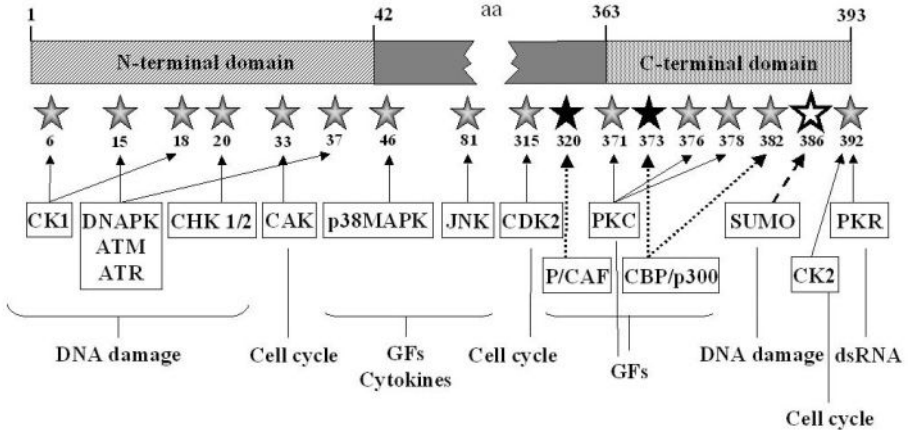 1 42 aa 363 393
N-terminal domain C-terminal domain
6 15 18 20 33 37 46 81 315 320 371 373 376 378 382 386 392
CK1 DNAPK CHK 1/2 CAK p38MAPK JNK CDK2 PKC SUMO PKR
ATM
ATR
P/CAF CBP/p300 CK2
DNA damage Cell cycle GFs Cell cycle GFs DNA damage dsRNA
Cytokines
Cell cycle